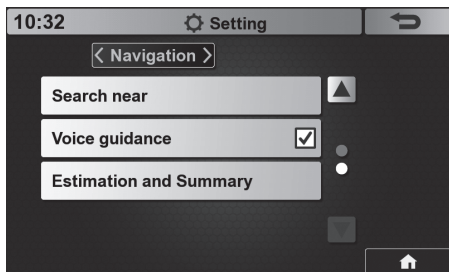 10:32 Setting
< Navigation >
Search near
Voice guidance
Estimation and Summary